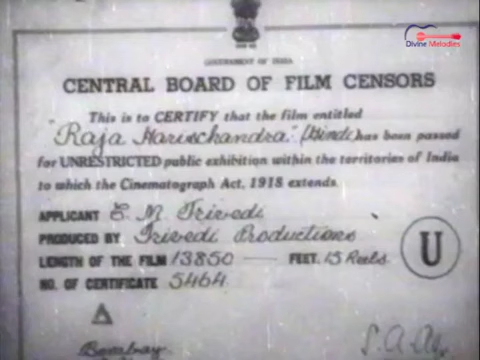 Divine Melodies
GOVERNMENT OF INDIA
CENTRAL BOARD OF FILM CENSORS
This is to CERTIFY that the film entitled
"Raja Harischandra" (Hindi) has been passed
for UNRESTRICTED public exhibition within the territories of India
to which the Cinematograph Act, 1918 extends.
APPLICANT C. M. Trivedi
PRODUCED BY Trivedi Productions
U
LENGTH OF THE FILM 13850 — FEET. 15 Reels.
NO. OF CERTIFICATE 5464
Bombay